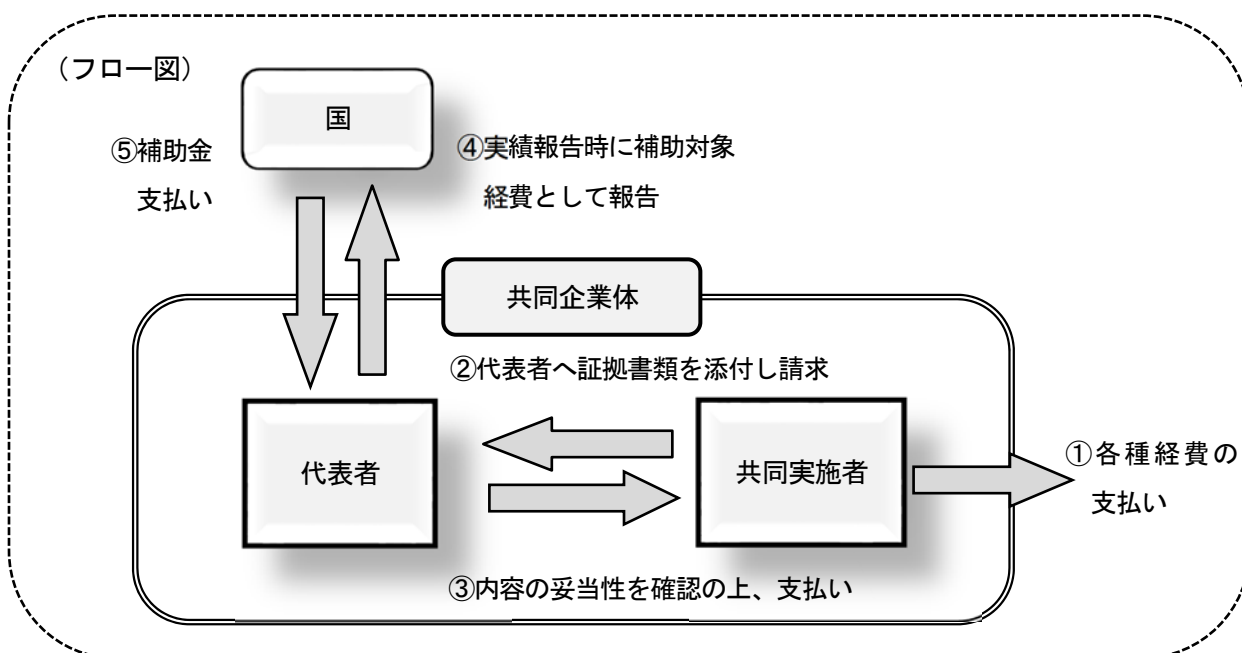 （フロー図）
国
⑤補助金
支払い
④実績報告時に補助対象
経費として報告
共同企業体
②代表者へ証拠書類を添付し請求
代表者
共同実施者
①各種経費の
支払い
③内容の妥当性を確認の上、支払い